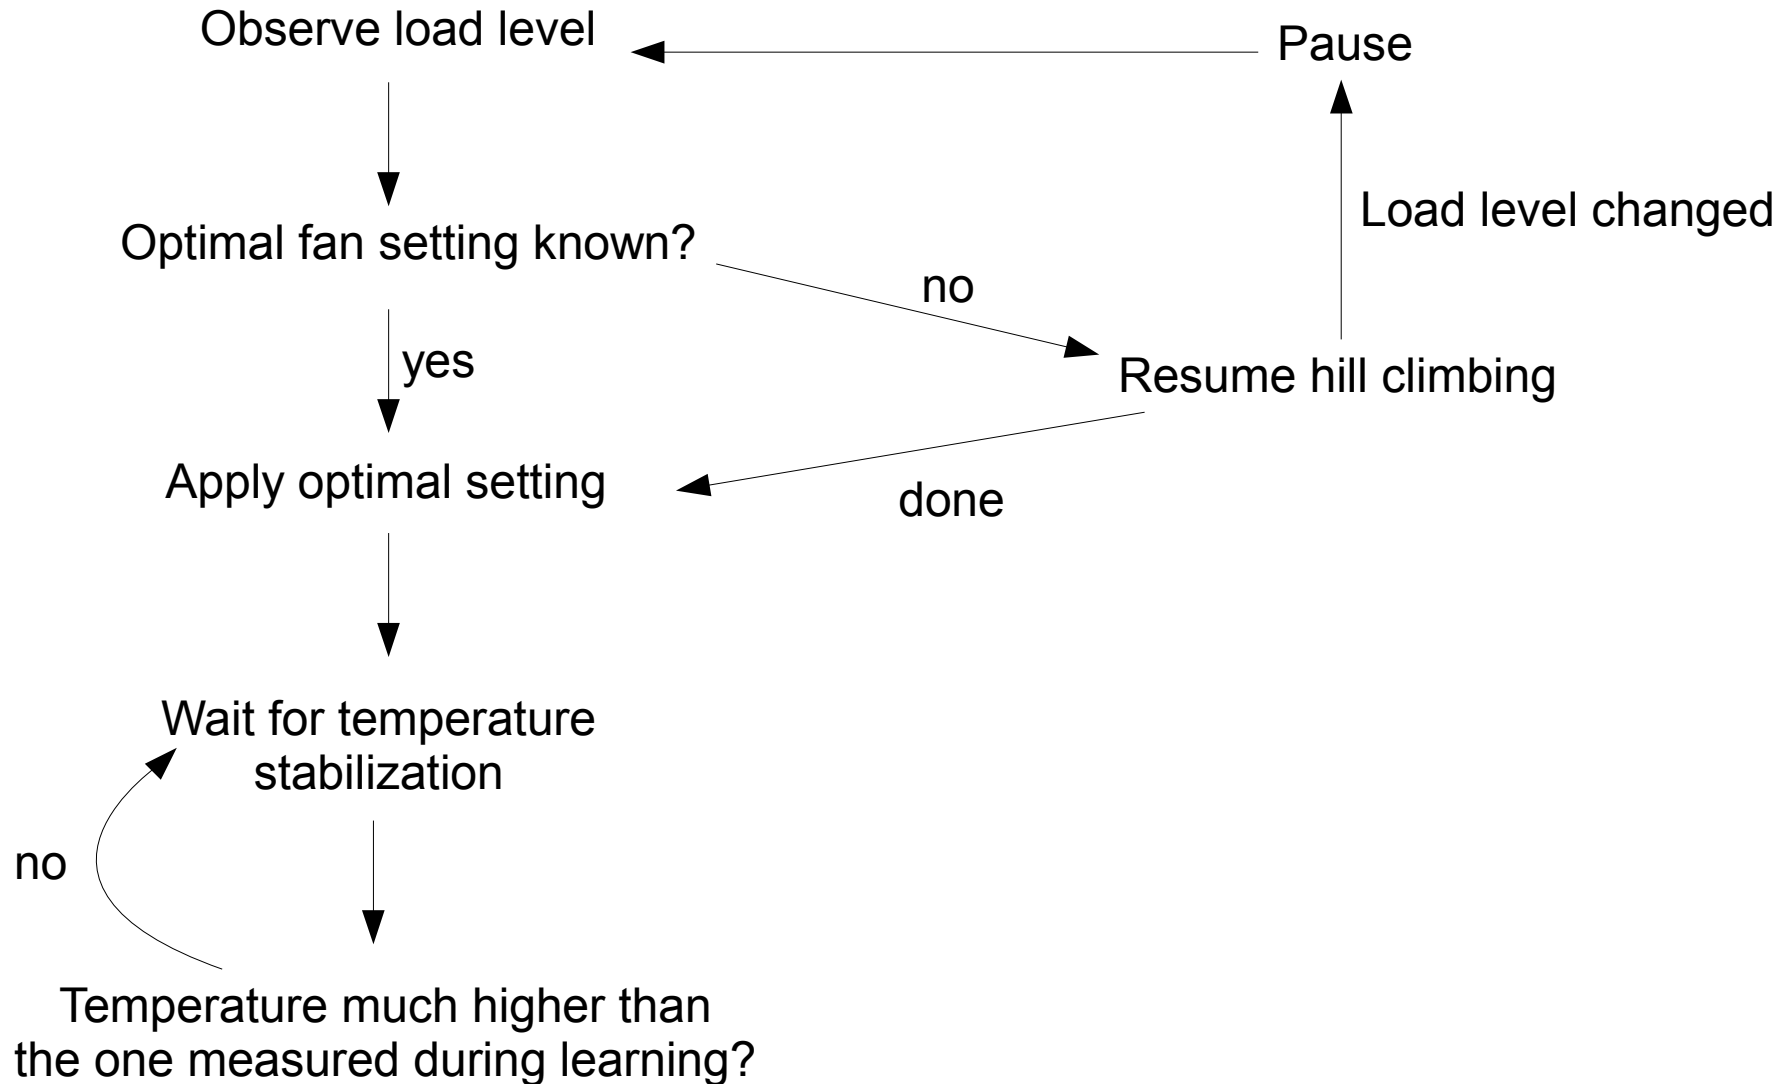 Observe load level
Pause
Load level changed
Optimal fan setting known?
no
yes
Resume hill climbing
Apply optimal setting
done
Wait for temperature
stabilization
no
Temperature much higher than
the one measured during learning?